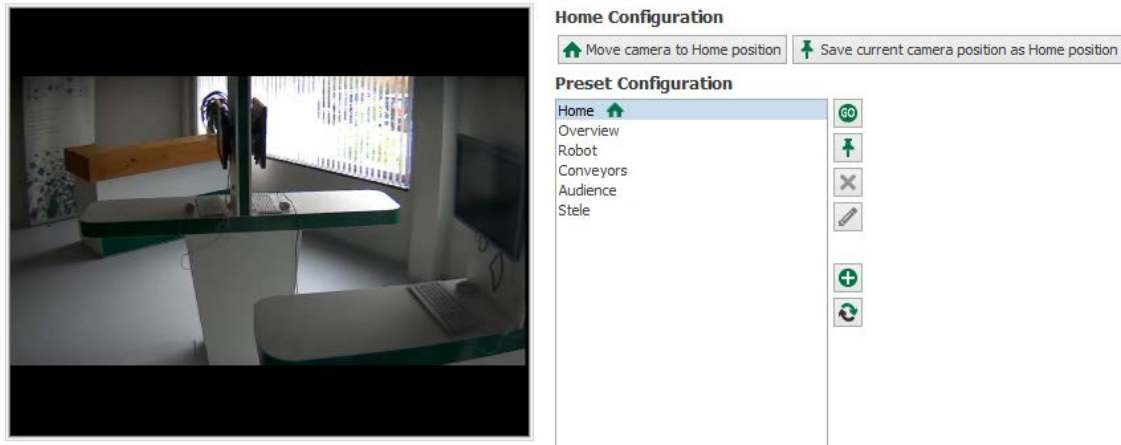 Home Configuration
Move camera to Home position
Save current camera position as Home position
Preset Configuration
Home
GO
Overview
Robot
Conveyors
Audience
Stele